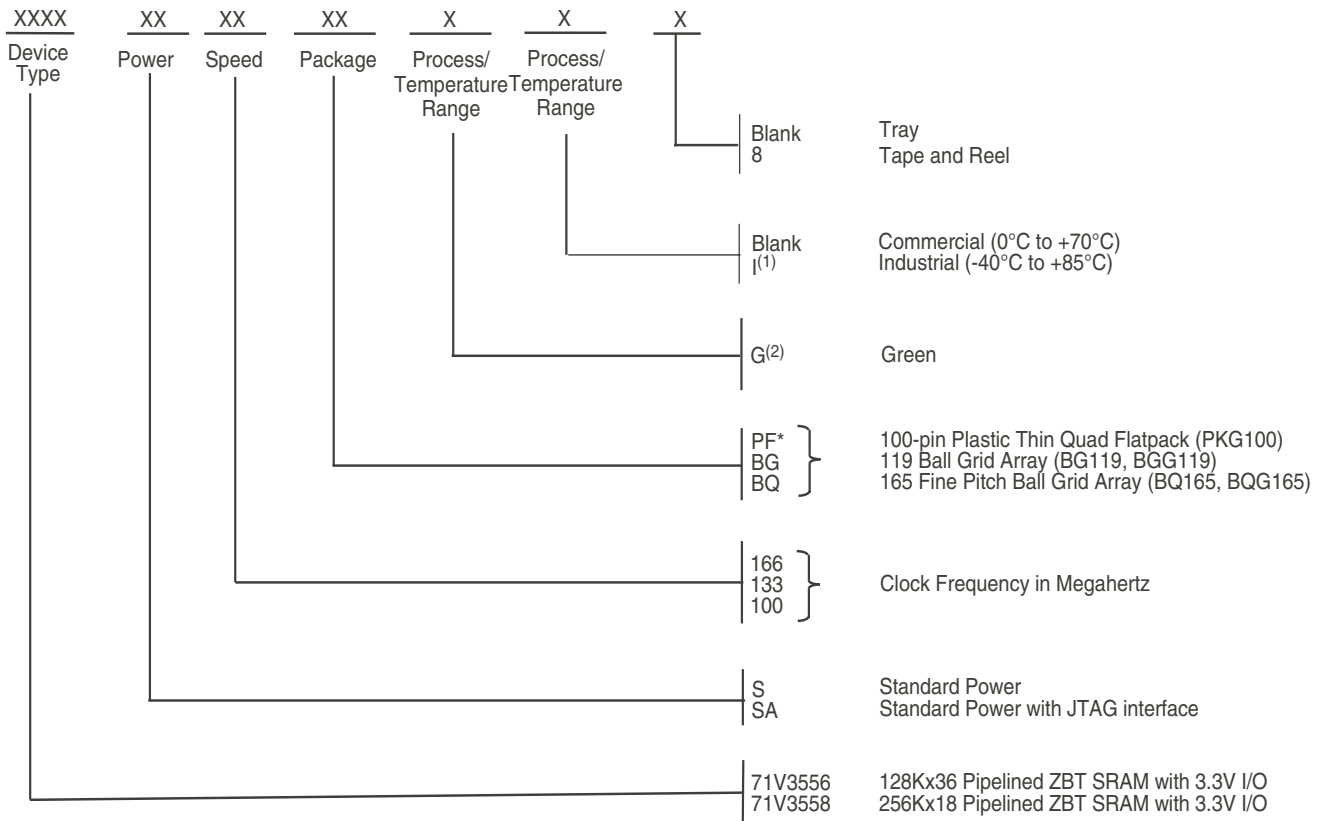 XXXX XX XX XX X X X
Device Type
Power
Speed
Package
Process/
Temperature
Range
Process/
Temperature
Range
Blank Tray
8 Tape and Reel
Blank Commercial (0°C to +70°C)
I(1) Industrial (-40°C to +85°C)
G(2) Green
PF* 100-pin Plastic Thin Quad Flatpack (PKG100)
BG 119 Ball Grid Array (BG119, BGG119)
BQ 165 Fine Pitch Ball Grid Array (BQ165, BQG165)
166
133 Clock Frequency in Megahertz
100
S Standard Power
SA Standard Power with JTAG interface
71V3556 128Kx36 Pipelined ZBT SRAM with 3.3V I/O
71V3558 256Kx18 Pipelined ZBT SRAM with 3.3V I/O